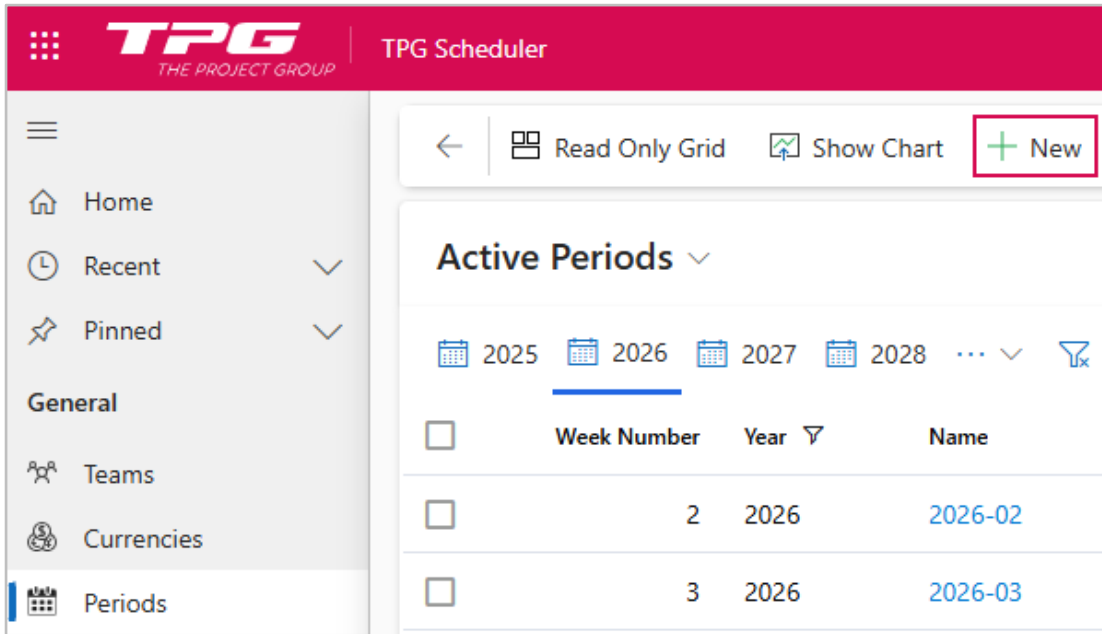 TPG
THE PROJECT GROUP
TPG Scheduler
Home
Recent
Pinned
General
Teams
Currencies
Periods
Read Only Grid Show Chart + New
Active Periods
2025 2026 2027 2028 ...
Week Number Year Name
2 2026 2026-02
3 2026 2026-03